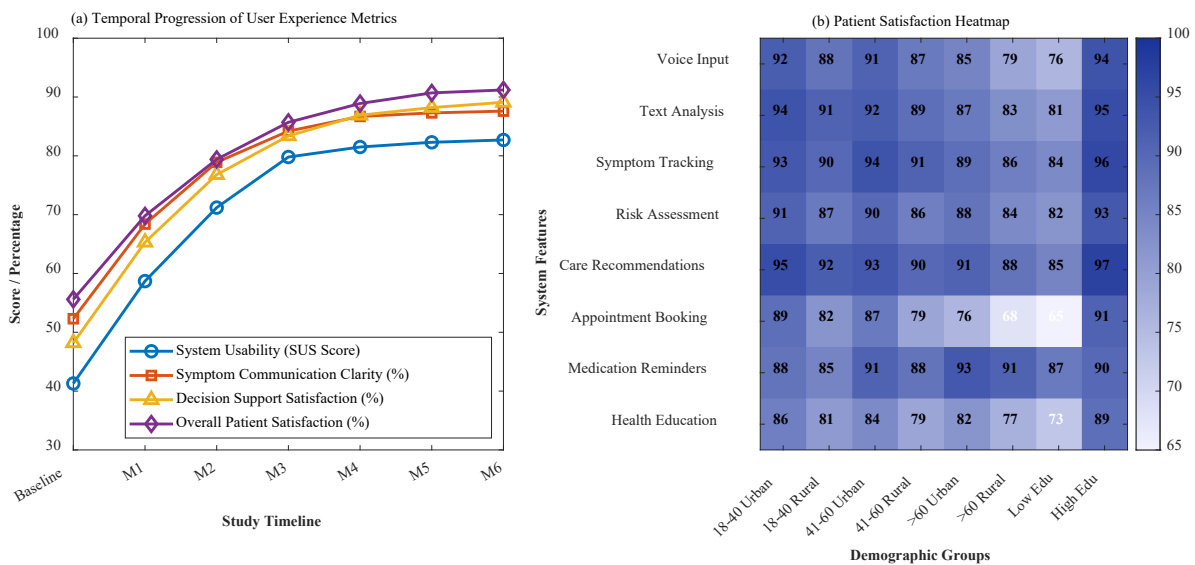 (a) Temporal Progression of User Experience Metrics
100
90
80
70
60
50
40
30
Score / Percentage
System Usability (SUS Score)
Symptom Communication Clarity (%)
Decision Support Satisfaction (%)
Overall Patient Satisfaction (%)
Baseline M1 M2 M3 M4 M5 M6
Study Timeline
(b) Patient Satisfaction Heatmap
System Features
Voice Input 92 88 91 87 85 79 76 94
Text Analysis 94 91 92 89 87 83 81 95
Symptom Tracking 93 90 94 91 89 86 84 96
Risk Assessment 91 87 90 86 88 84 82 93
Care Recommendations 95 92 93 90 91 88 85 97
Appointment Booking 89 82 87 79 76 68 65 91
Medication Reminders 88 85 91 88 93 91 87 90
Health Education 86 81 84 79 82 77 73 89
18-40 Urban 18-40 Rural 41-60 Urban 41-60 Rural >60 Urban >60 Rural Low Edu High Edu
Demographic Groups
100
95
90
85
80
75
70
65